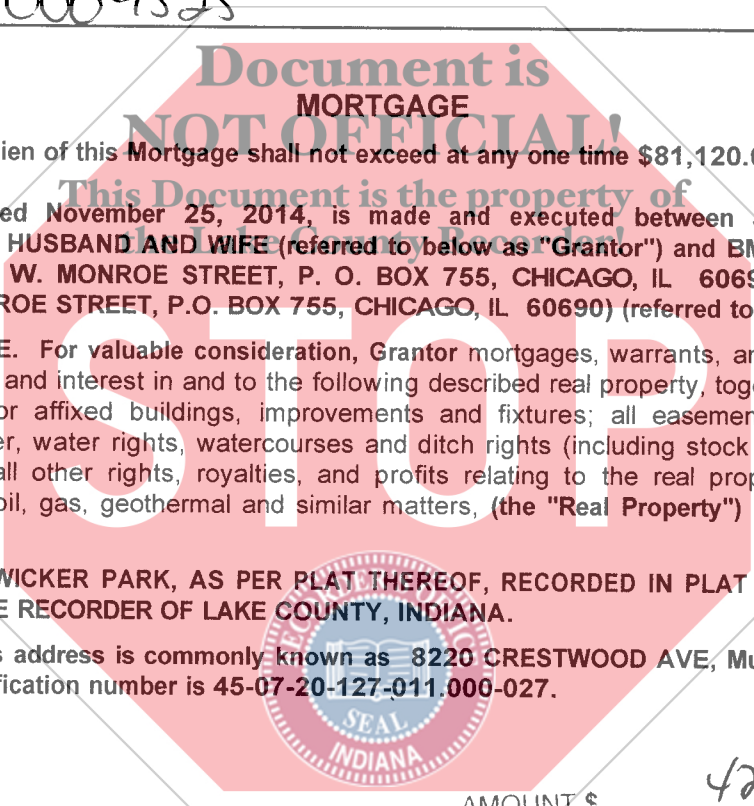 Document is
MORTGAGE
NOT OFFICIAL!
lien of this Mortgage shall not exceed at any one time $81,120.
This Document is the property of
ed November 25, 2014, is made and executed between
the Lake County Recorder!
HUSBAND AND WIFE (referred to below as "Grantor") and BM
W. MONROE STREET, P. O. BOX 755, CHICAGO, IL 6069
ROE STREET, P.O. BOX 755, CHICAGO, IL 60690) (referred to
E. For valuable consideration, Grantor mortgages, warrants, an
and interest in and to the following described real property, tog
or affixed buildings, improvements and fixtures; all easemen
er, water rights, watercourses and ditch rights (including stock
all other rights, royalties, and profits relating to the real prop
oil, gas, geothermal and similar matters, (the "Real Property")
STOP
WICKER PARK, AS PER PLAT THEREOF, RECORDED IN PLAT
E RECORDER OF LAKE COUNTY, INDIANA.
s address is commonly known as 8220 CRESTWOOD AVE, Mu
fication number is 45-07-20-127-011.000-027.
SEAL
INDIANA
AMOUNT $
42